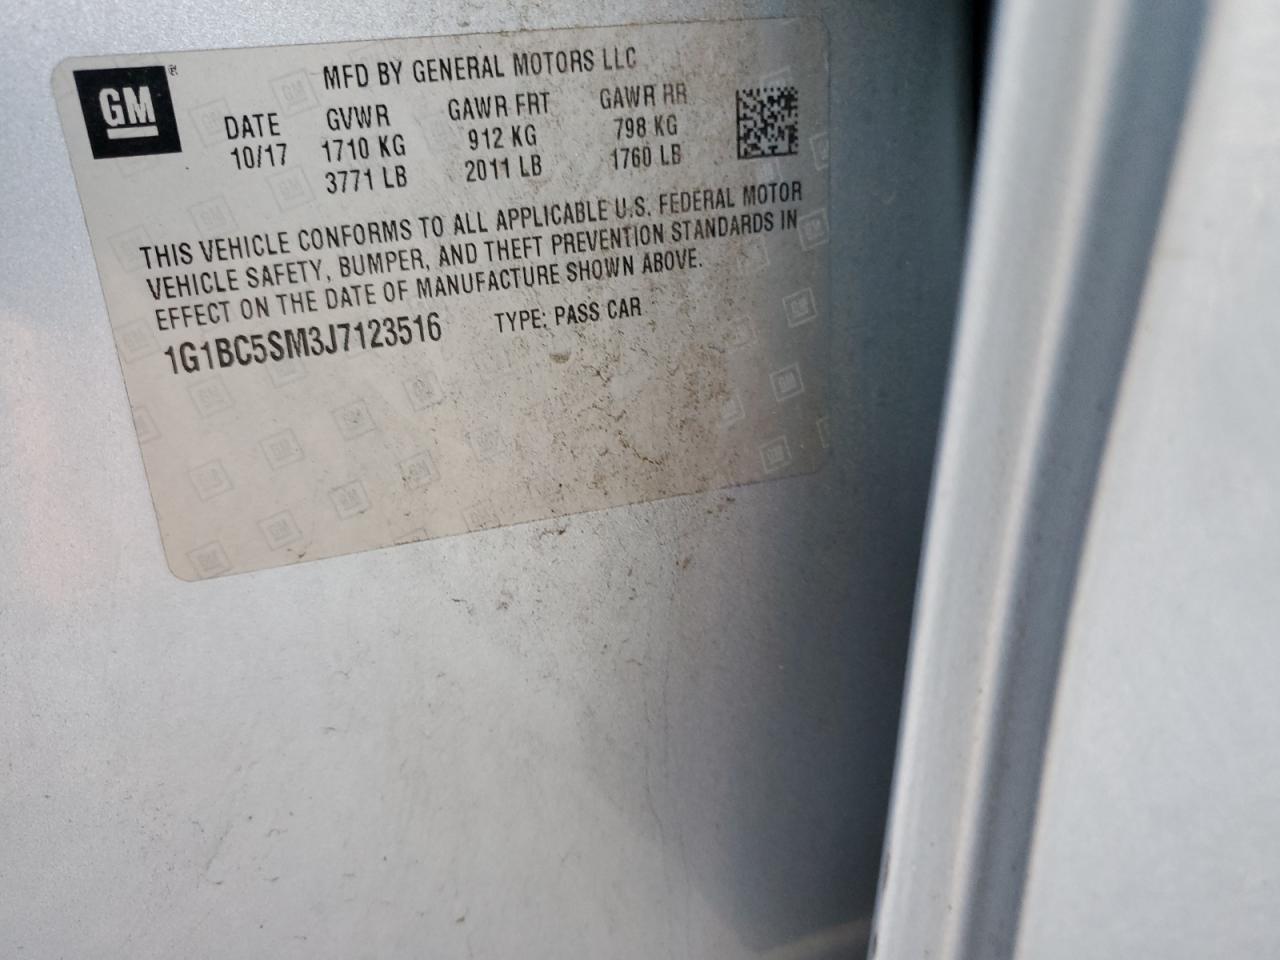 GM
MFD BY GENERAL MOTORS LLC
DATE GVWR GAWR FRT GAWR RR
10/17 1710 KG 912 KG 798 KG
3771 LB 2011 LB 1760 LB
THIS VEHICLE CONFORMS TO ALL APPLICABLE U.S. FEDERAL MOTOR
VEHICLE SAFETY, BUMPER, AND THEFT PREVENTION STANDARDS IN
EFFECT ON THE DATE OF MANUFACTURE SHOWN ABOVE.
1G1BC5SM3J7123516 TYPE: PASS CAR